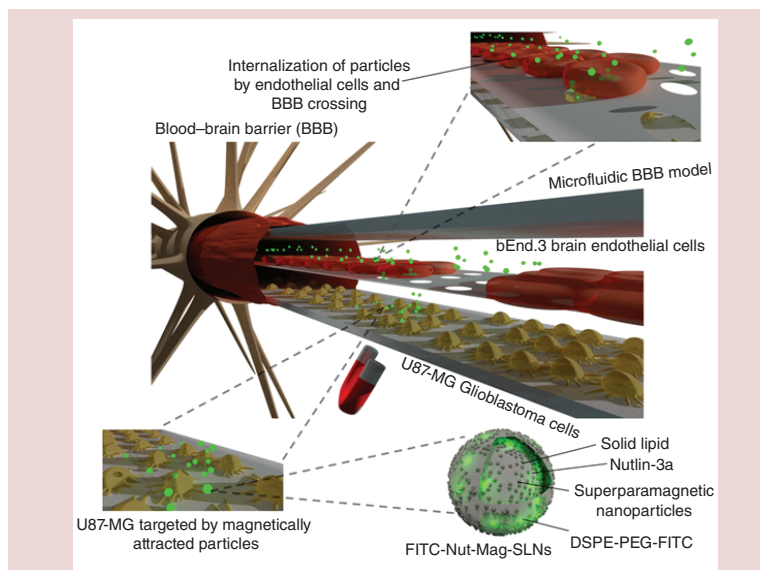 Internalization of particles
by endothelial cells and
BBB crossing
Blood–brain barrier (BBB)
Microfluidic BBB model
bEnd.3 brain endothelial cells
U87-MG Glioblastoma cells
Solid lipid
Nutlin-3a
Superparamagnetic
nanoparticles
DSPE-PEG-FITC
FITC-Nut-Mag-SLNs
U87-MG targeted by magnetically
attracted particles